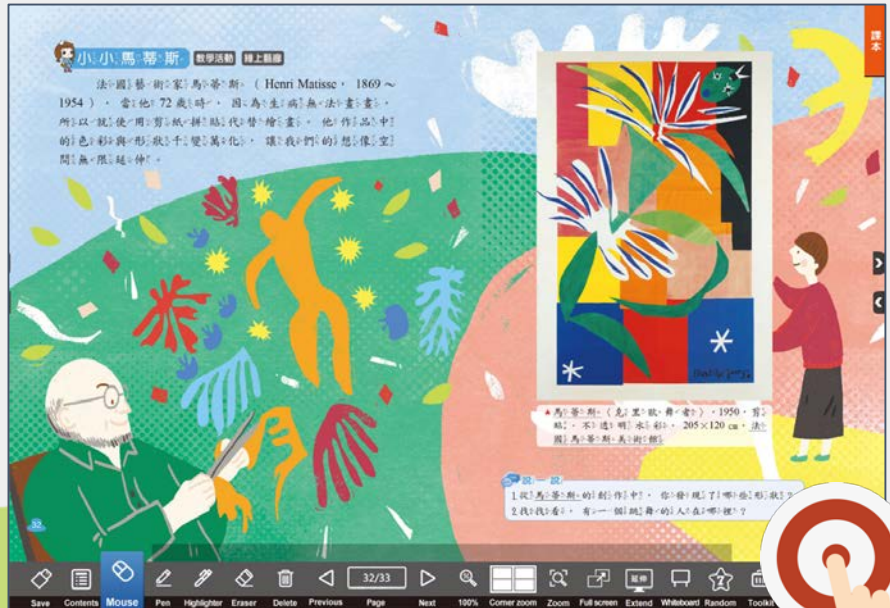 課本
小小馬蒂斯 教學活動 線上藝廊
法國藝術家馬蒂斯(Henri Matisse,1869~
1954),當他72歲時,因為生病無法畫畫,
所以就使用剪紙拼貼代替繪畫。他作品中
的色彩與形狀千變萬化,讓我們的想像空
間無限延伸。
▲馬蒂斯〈克里歐舞者〉,1950,剪
貼、不透明水彩,205×120 cm,法
國馬蒂斯美術館
說一說
1.從馬蒂斯的創作中,你發現了哪些形狀?
2.找找看,有一個跳舞的人在哪裡?
32
32/33 延伸
Save Contents Mouse Pen Highlighter Eraser Delete Previous Page Next 100% Corner zoom Zoom Full screen Extend Whiteboard Random